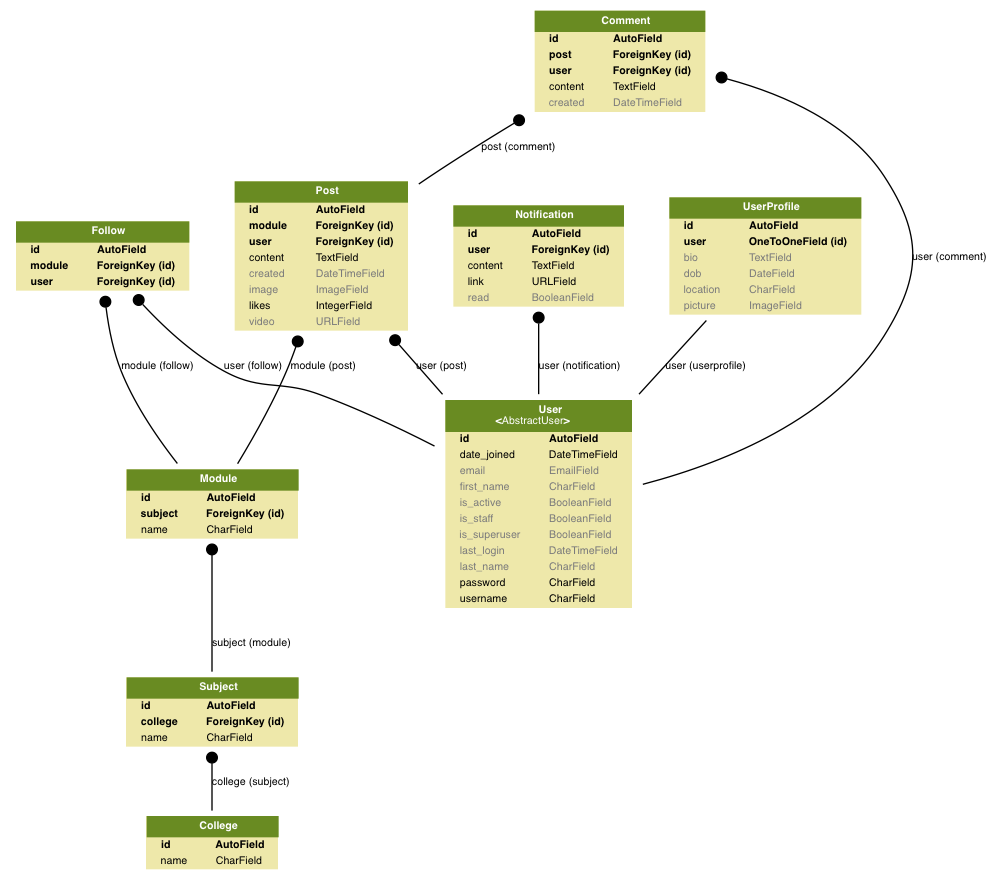 Comment
id AutoField
post ForeignKey (id)
user ForeignKey (id)
content TextField
created DateTimeField
post (comment)
user (comment)
Post
id AutoField
module ForeignKey (id)
user ForeignKey (id)
content TextField
created DateTimeField
image ImageField
likes IntegerField
video URLField
Notification
id AutoField
user ForeignKey (id)
content TextField
link URLField
read BooleanField
UserProfile
id AutoField
user OneToOneField (id)
bio TextField
dob DateField
location CharField
picture ImageField
Follow
id AutoField
module ForeignKey (id)
user ForeignKey (id)
module (follow)
user (follow)
module (post)
user (post)
user (notification)
user (userprofile)
User
<AbstractUser>
id AutoField
date_joined DateTimeField
email EmailField
first_name CharField
is_active BooleanField
is_staff BooleanField
is_superuser BooleanField
last_login DateTimeField
last_name CharField
password CharField
username CharField
Module
id AutoField
subject ForeignKey (id)
name CharField
subject (module)
Subject
id AutoField
college ForeignKey (id)
name CharField
college (subject)
College
id AutoField
name CharField